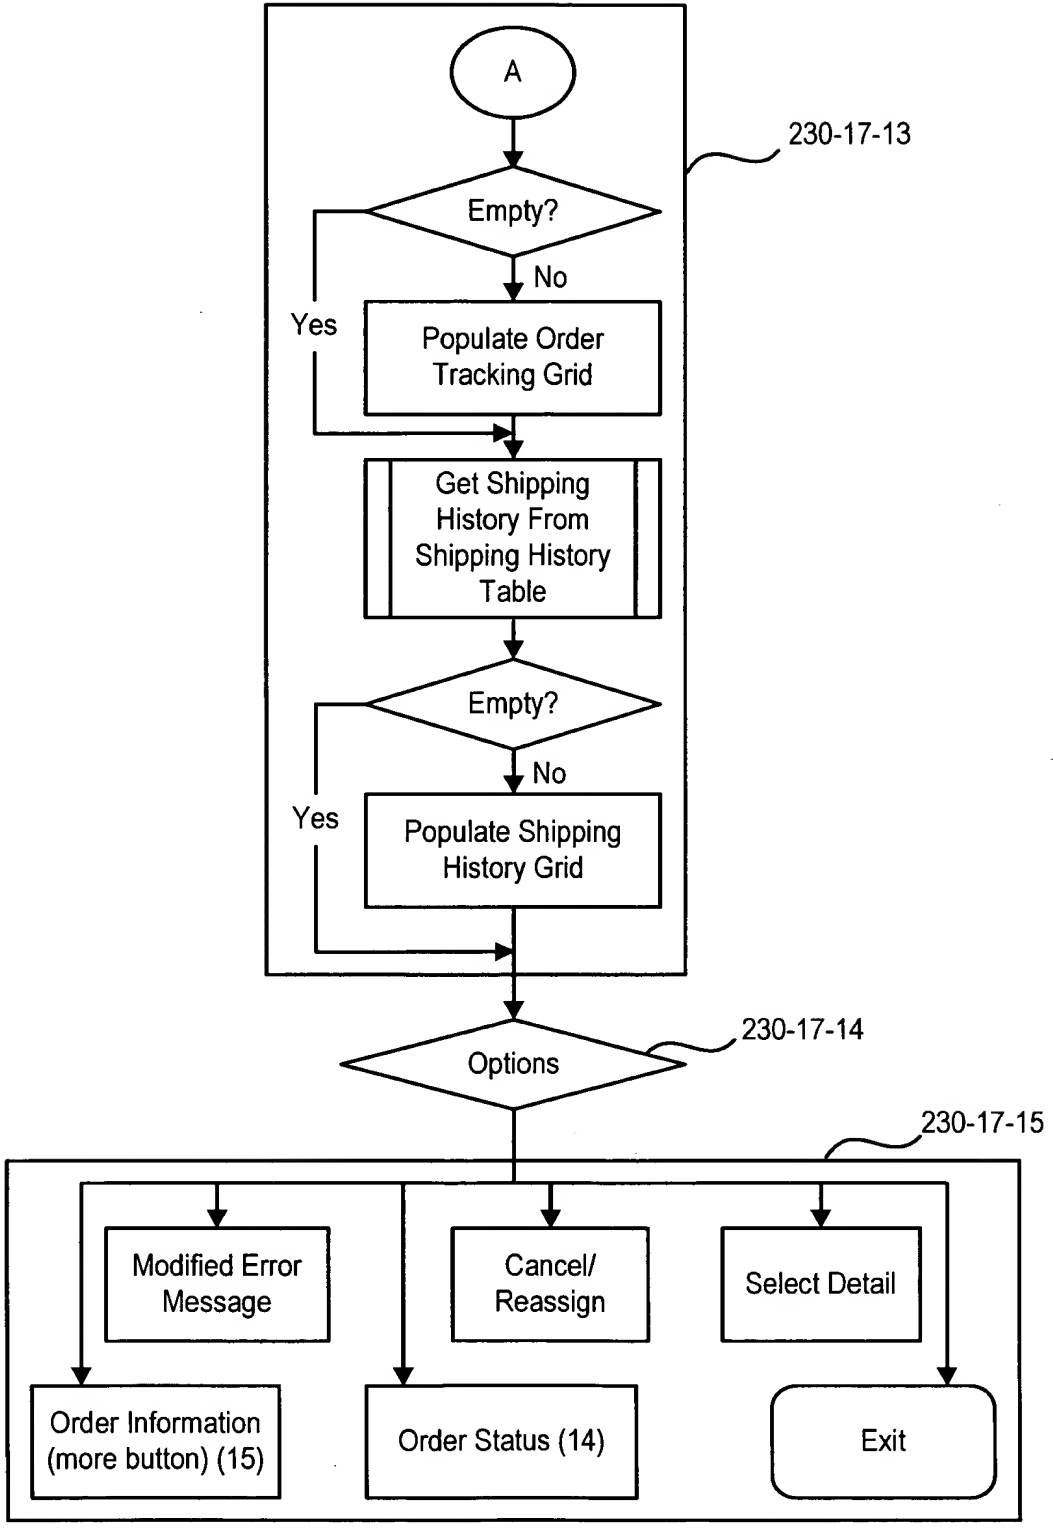 A
230-17-13
Empty?
No
Yes
Populate Order
Tracking Grid
Get Shipping
History From
Shipping History
Table
Empty?
No
Yes
Populate Shipping
History Grid
230-17-14
Options
230-17-15
Modified Error
Message
Cancel/
Reassign
Select Detail
Order Information
(more button) (15)
Order Status (14)
Exit